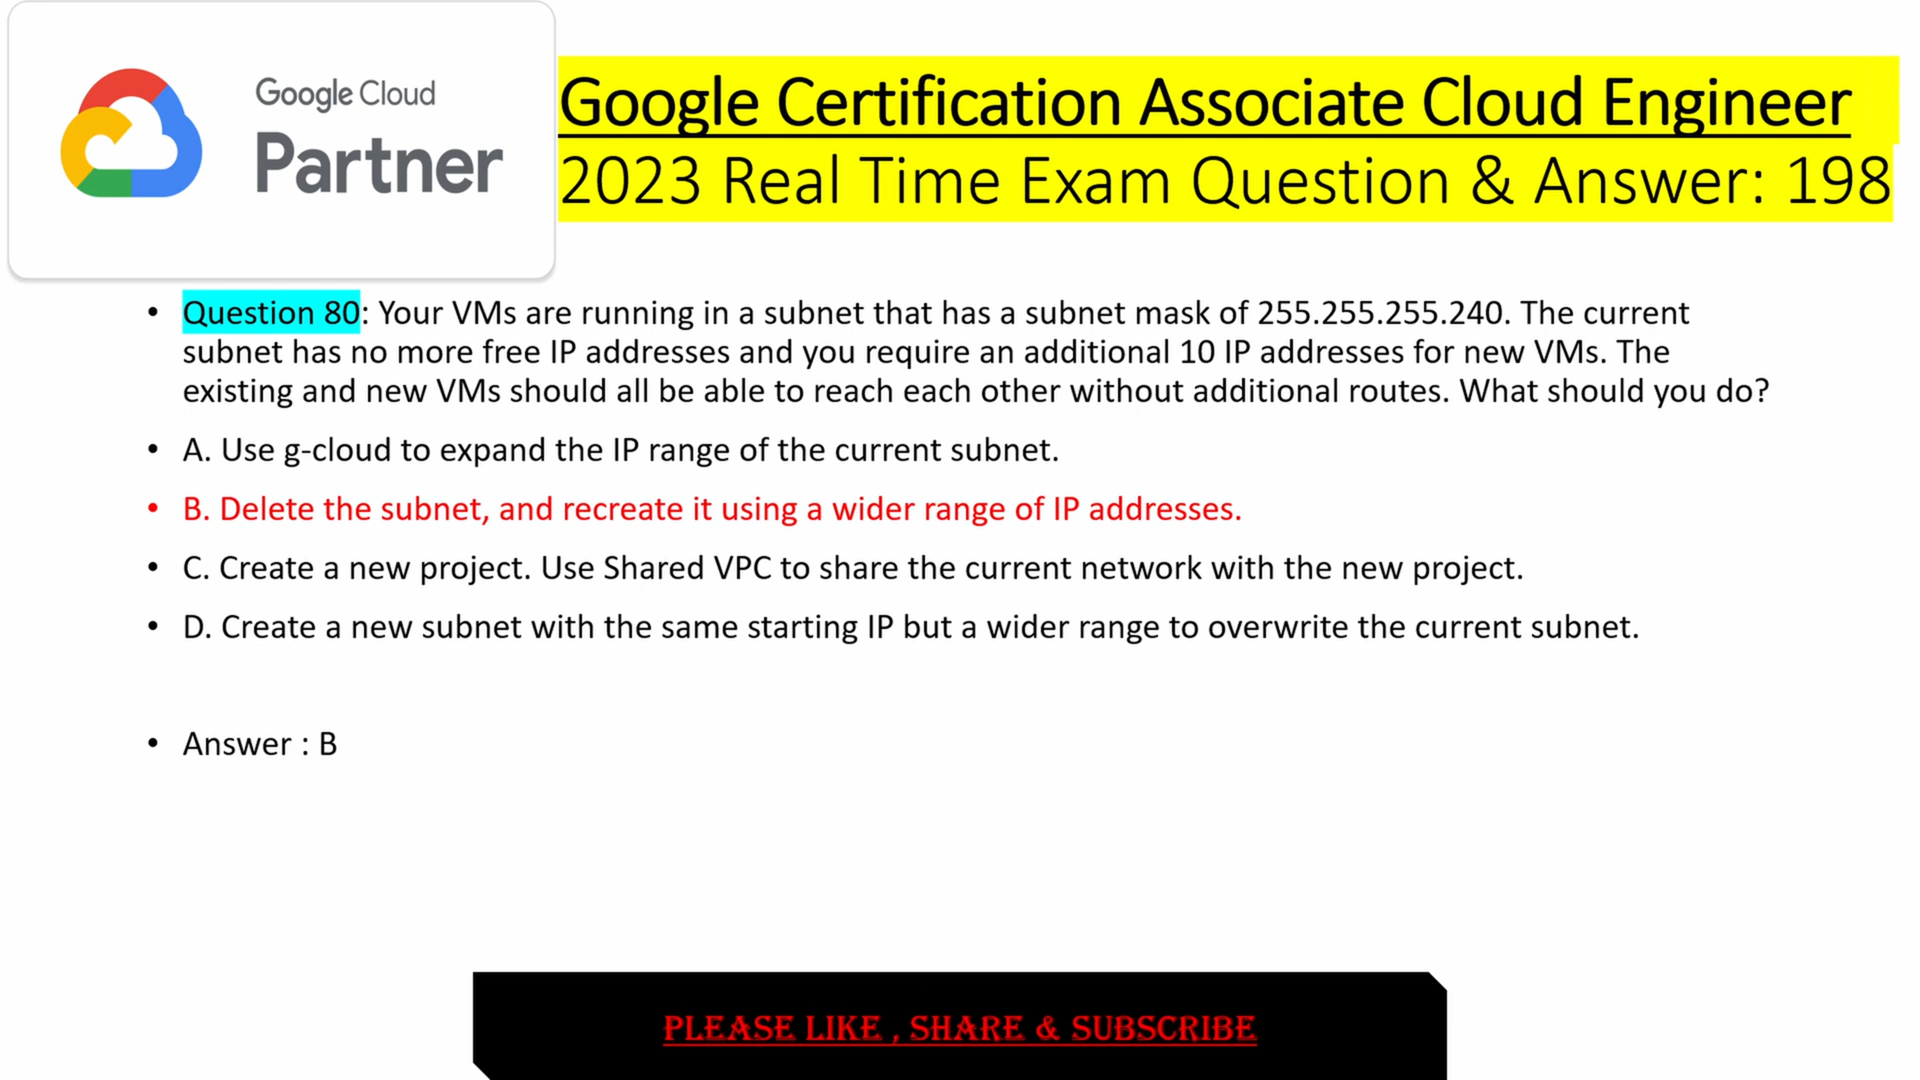 Google Cloud
Partner
Google Certification Associate Cloud Engineer
2023 Real Time Exam Question & Answer: 198
• Question 80: Your VMs are running in a subnet that has a subnet mask of 255.255.255.240. The current
subnet has no more free IP addresses and you require an additional 10 IP addresses for new VMs. The
existing and new VMs should all be able to reach each other without additional routes. What should you do?
• A. Use g-cloud to expand the IP range of the current subnet.
• B. Delete the subnet, and recreate it using a wider range of IP addresses.
• C. Create a new project. Use Shared VPC to share the current network with the new project.
• D. Create a new subnet with the same starting IP but a wider range to overwrite the current subnet.
• Answer : B
PLEASE LIKE , SHARE & SUBSCRIBE